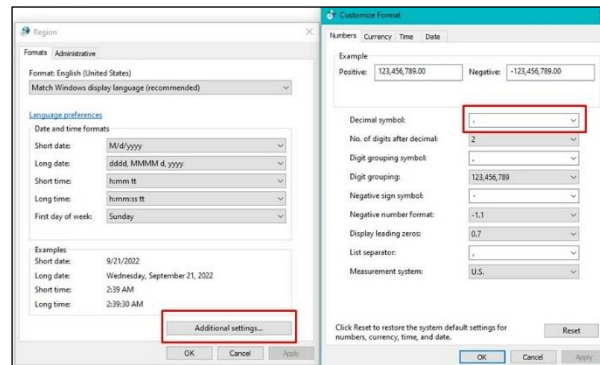 Region
Formats Administrative
Format: English (United States)
Match Windows display language (recommended)
Language preferences
Date and time formats
Short date: M/d/yyyy
Long date: dddd, MMMM d, yyyy
Short time: h:mm tt
Long time: h:mm:ss tt
First day of week: Sunday
Examples
Short date: 9/21/2022
Long date: Wednesday, September 21, 2022
Short time: 2:39 AM
Long time: 2:39:30 AM
Additional settings...
OK Cancel Apply
Customize Format
Numbers Currency Time Date
Example
Positive: 123,456,789.00 Negative: -123,456,789.00
Decimal symbol: .
No. of digits after decimal: 2
Digit grouping symbol: ,
Digit grouping: 123,456,789
Negative sign symbol: -
Negative number format: -1.1
Display leading zeros: 0.7
List separator: ,
Measurement system: U.S.
Click Reset to restore the system default settings for
numbers, currency, time, and date.
Reset
OK Cancel Apply